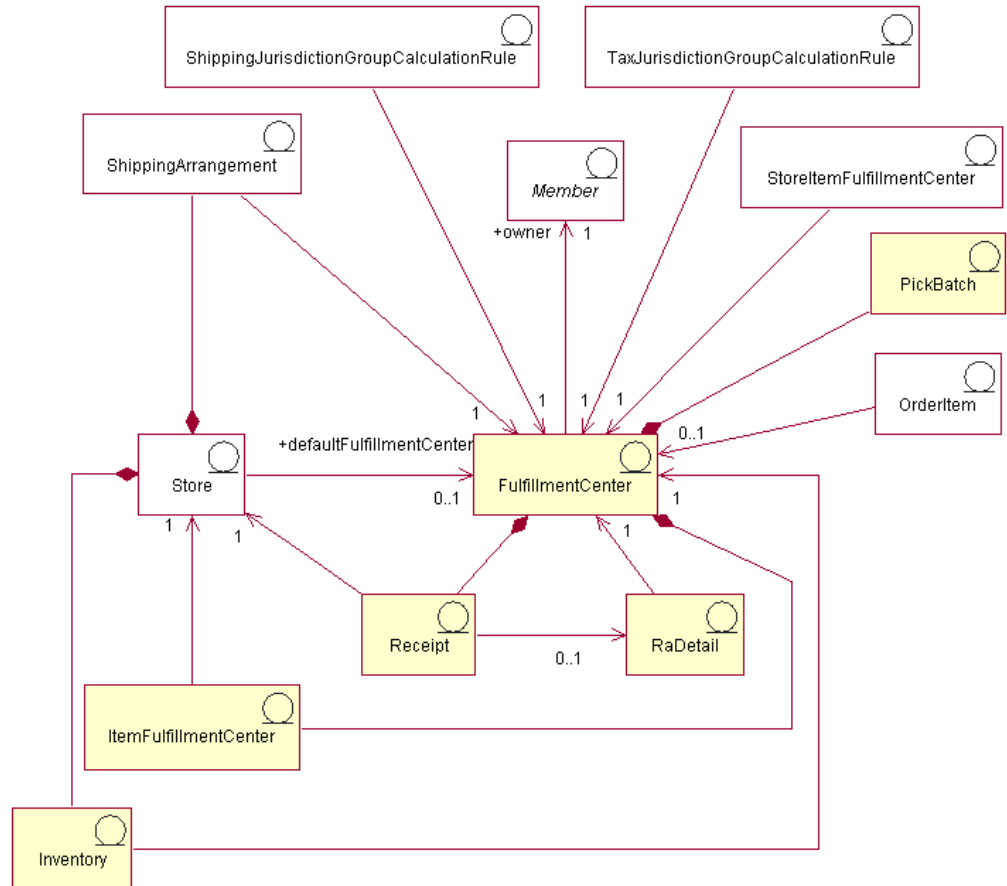 ShippingJurisdictionGroupCalculationRule
TaxJurisdictionGroupCalculationRule
ShippingArrangement
Member
StoreItemFulfillmentCenter
+owner
1
PickBatch
OrderItem
1
1
1
1
0..1
+defaultFulfillmentCenter
Store
0..1
FulfillmentCenter
1
1
1
1
Receipt
0..1
RaDetail
ItemFulfillmentCenter
Inventory